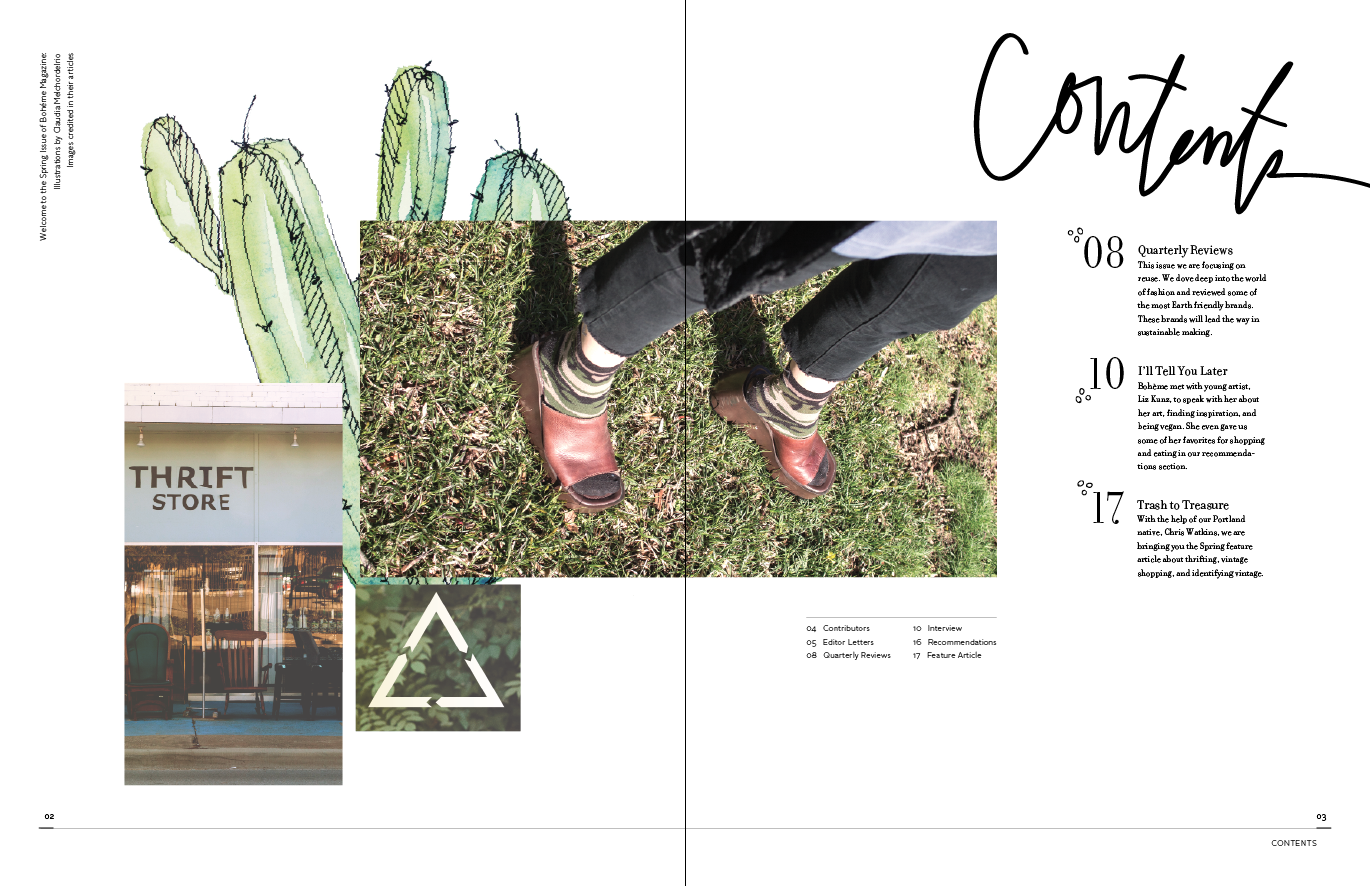 Welcome to the Spring Issue of Bohème Magazine:
Illustrations by Claudia Melchordelrio
Images credited in their articles
THRIFT
STORE
02
Contents
08
Quarterly Reviews
This issue we are focusing on
reuse. We dove deep into the world
of fashion and reviewed some of
the most Earth friendly brands.
These brands will lead the way in
sustainable making.
10
I'll Tell You Later
Bohème met with young artist,
Liz Kunz, to speak with her about
her art, finding inspiration, and
being vegan. She even gave us
some of her favorites for shopping
and eating in our recommenda-
tions section.
17
Trash to Treasure
With the help of our Portland
native, Chris Watkins, we are
bringing you the Spring feature
article about thrifting, vintage
shopping, and identifying vintage.
04 Contributors
05 Editor Letters
08 Quarterly Reviews
10 Interview
16 Recommendations
17 Feature Article
03
CONTENTS